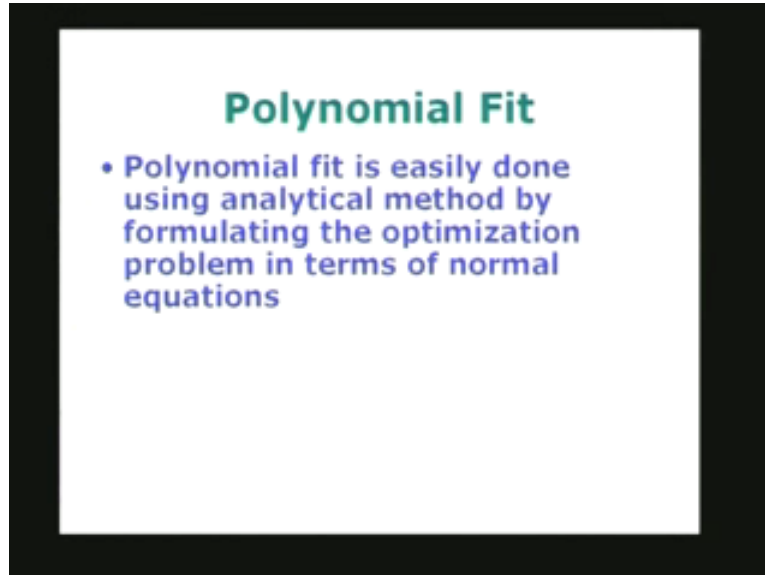 Polynomial Fit
• Polynomial fit is easily done
using analytical method by
formulating the optimization
problem in terms of normal
equations